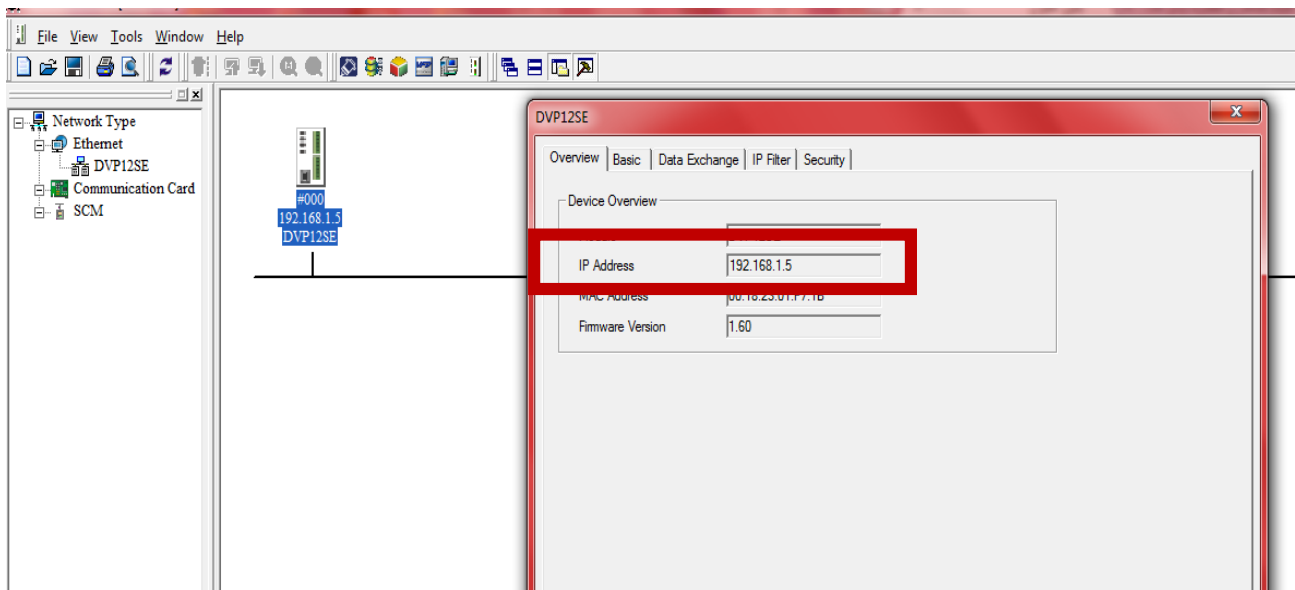 File View Tools Window Help
Network Type
Ethernet
DVP12SE
Communication Card
SCM
#000
192.168.1.5
DVP12SE
DVP12SE
Overview Basic Data Exchange IP Filter Security
Device Overview
IP Address 192.168.1.5
MAC Address
Firmware Version 1.60